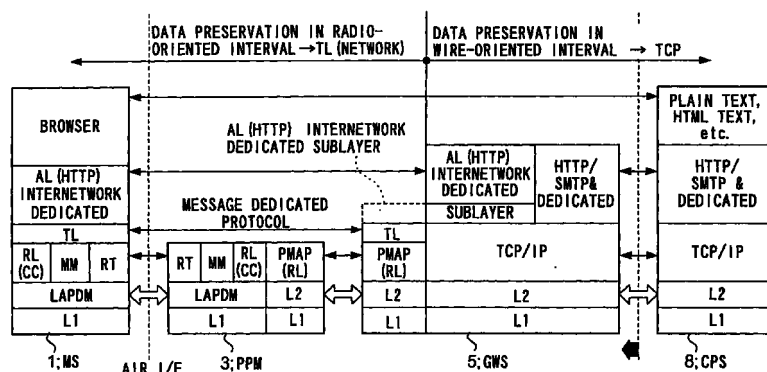 DATA PRESERVATION IN RADIO-
ORIENTED INTERVAL →TL(NETWORK)
DATA PRESERVATION IN
WIRE-ORIENTED INTERVAL → TCP
BROWSER
AL(HTTP)
INTERNETWORK
DEDICATED
TL
RL
(CC)
MM
RT
LAPDM
L1
1;MS
AIR I/F
AL(HTTP) INTERNETWORK
DEDICATED SUBLAYER
MESSAGE DEDICATED
PROTOCOL
RT
MM
RL
(CC)
PMAP
(RL)
LAPDM
L2
L1
L1
3;PPM
TL
PMAP
(RL)
L2
L1
AL(HTTP)
INTERNETWORK
DEDICATED
SUBLAYER
HTTP/
SMTP&
DEDICATED
TCP/IP
L2
L1
5;GWS
PLAIN TEXT,
HTML TEXT,
etc.
HTTP/
SMTP &
DEDICATED
TCP/IP
L2
L1
8;CPS